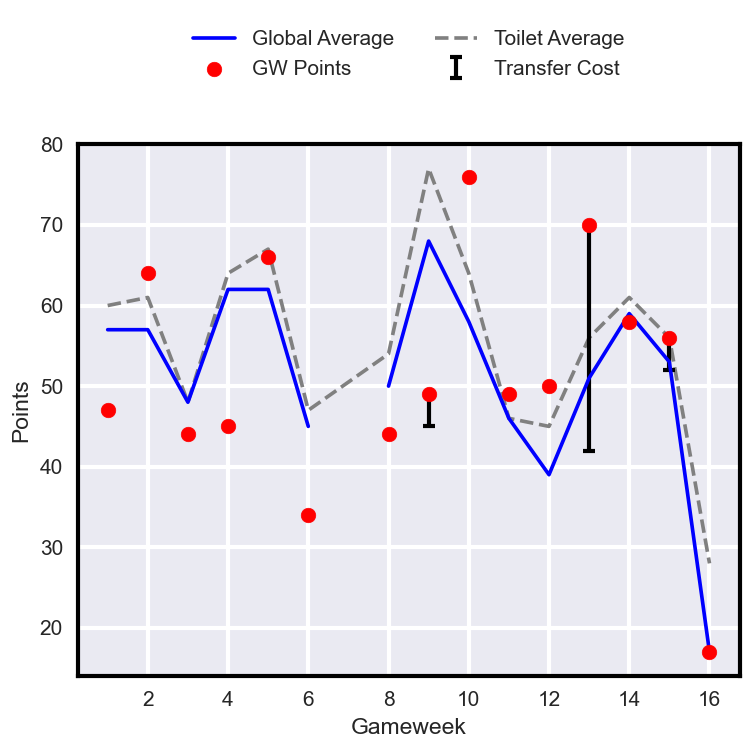 Global Average
Toilet Average
GW Points
Transfer Cost
80
70
60
50
40
30
20
Points
2 4 6 8 10 12 14 16
Gameweek